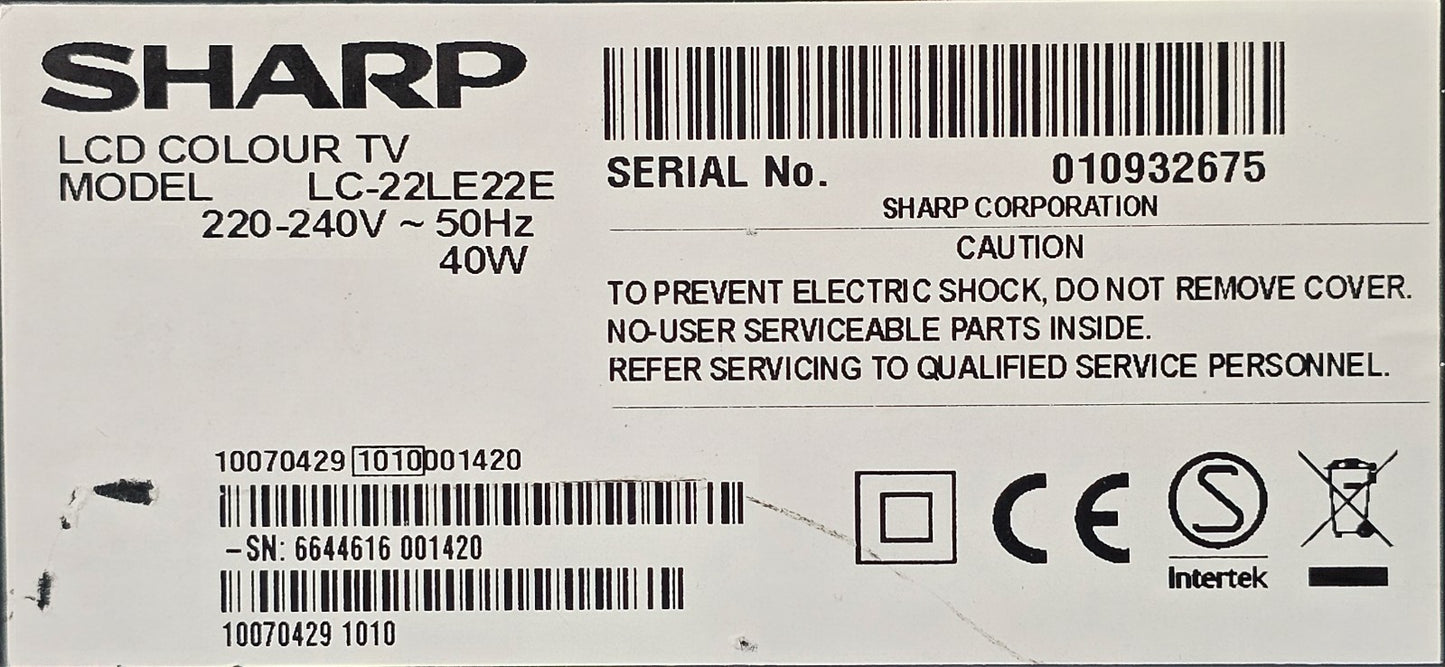 SHARP
LCD COLOUR TV
MODEL LC-22LE22E
220-240V ~ 50Hz
40W
SERIAL No. 010932675
SHARP CORPORATION
CAUTION
TO PREVENT ELECTRIC SHOCK, DO NOT REMOVE COVER.
NO-USER SERVICEABLE PARTS INSIDE.
REFER SERVICING TO QUALIFIED SERVICE PERSONNEL.
10070429 1010001420
-SN: 6644616 001420
10070429 1010
CE
S
Intertek